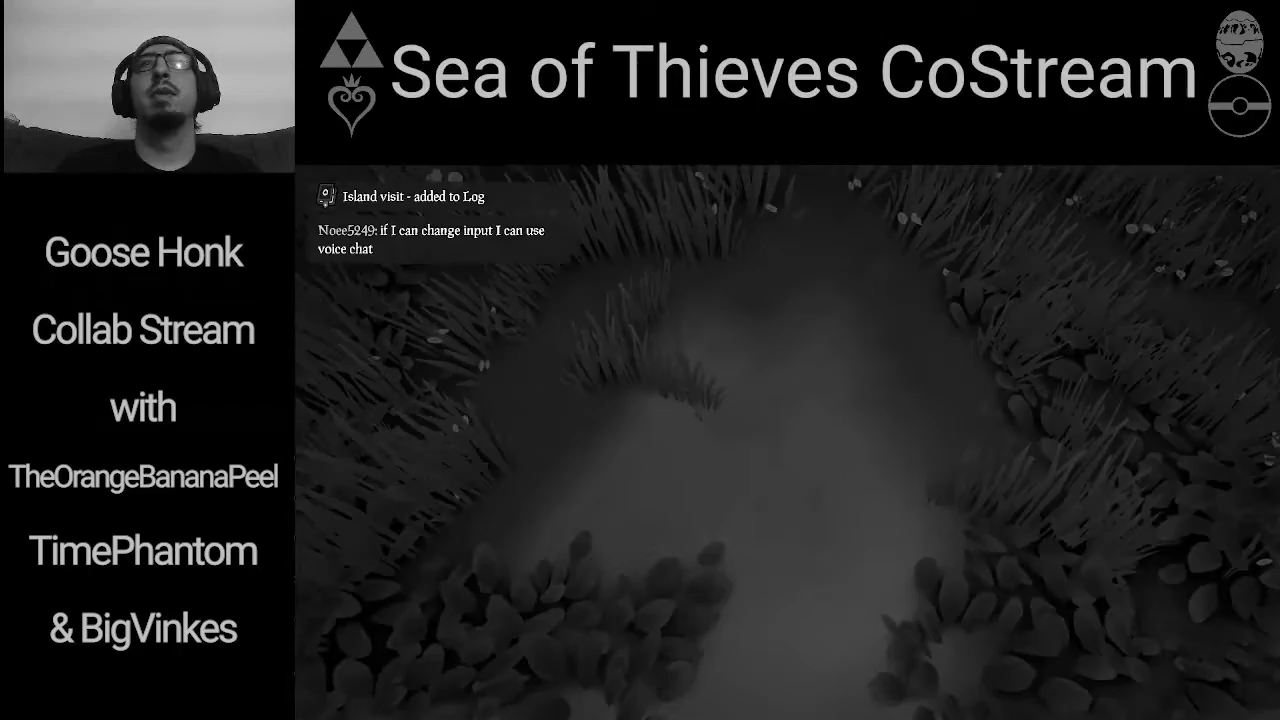 Sea of Thieves CoStream
Island visit - added to Log
Noee5249: if I can change input I can use
voice chat
Goose Honk
Collab Stream
with
TheOrangeBananaPeel
TimePhantom
& BigVinkes